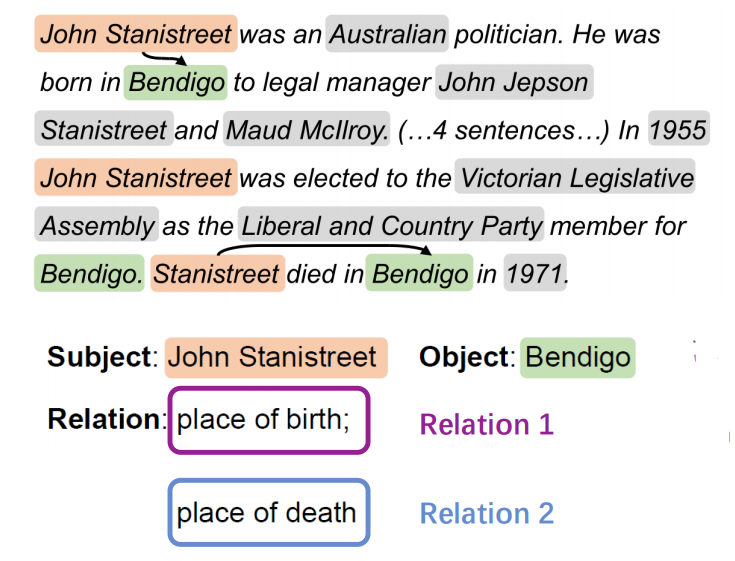 John Stanistreet was an Australian politician. He was
born in Bendigo to legal manager John Jepson
Stanistreet and Maud McIlroy. (...4 sentences...) In 1955
John Stanistreet was elected to the Victorian Legislative
Assembly as the Liberal and Country Party member for
Bendigo. Stanistreet died in Bendigo in 1971.
Subject: John Stanistreet Object: Bendigo
Relation: place of birth; Relation 1
place of death Relation 2